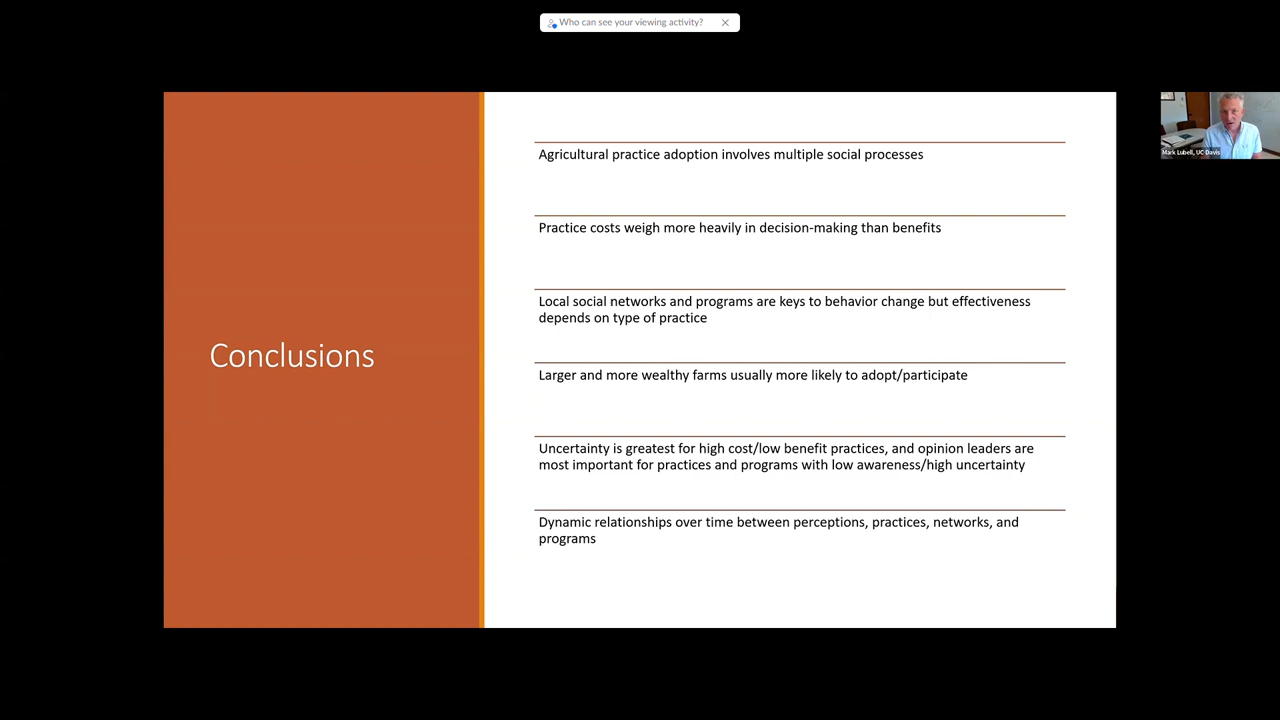 Who can see your viewing activity?
Mark Lubell, UC Davis
Conclusions
Agricultural practice adoption involves multiple social processes
Practice costs weigh more heavily in decision-making than benefits
Local social networks and programs are keys to behavior change but effectiveness
depends on type of practice
Larger and more wealthy farms usually more likely to adopt/participate
Uncertainty is greatest for high cost/low benefit practices, and opinion leaders are
most important for practices and programs with low awareness/high uncertainty
Dynamic relationships over time between perceptions, practices, networks, and
programs